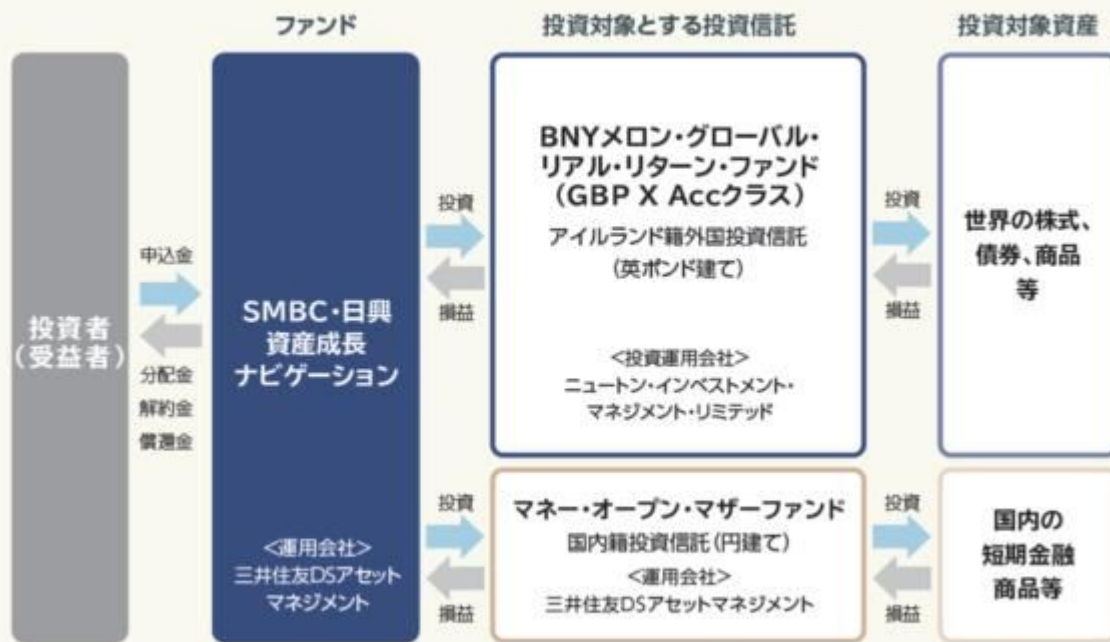 ファンド
投資対象とする投資信託
投資対象資産
投資者
(受益者)
申込金
分配金
解約金
償還金
SMBC・日興
資産成長
ナビゲーション
<運用会社>
三井住友DSアセット
マネジメント
投資
損益
BNYメロン・グローバル・
リアル・リターン・ファンド
(GBP X Accクラス)
アイルランド籍外国投資信託
(英ポンド建て)
<投資運用会社>
ニュートン・インベストメント・
マネジメント・リミテッド
投資
損益
世界の株式、
債券、商品
等
投資
損益
マネー・オープン・マザーファンド
国内籍投資信託(円建て)
<運用会社>
三井住友DSアセットマネジメント
投資
損益
国内の
短期金融
商品等